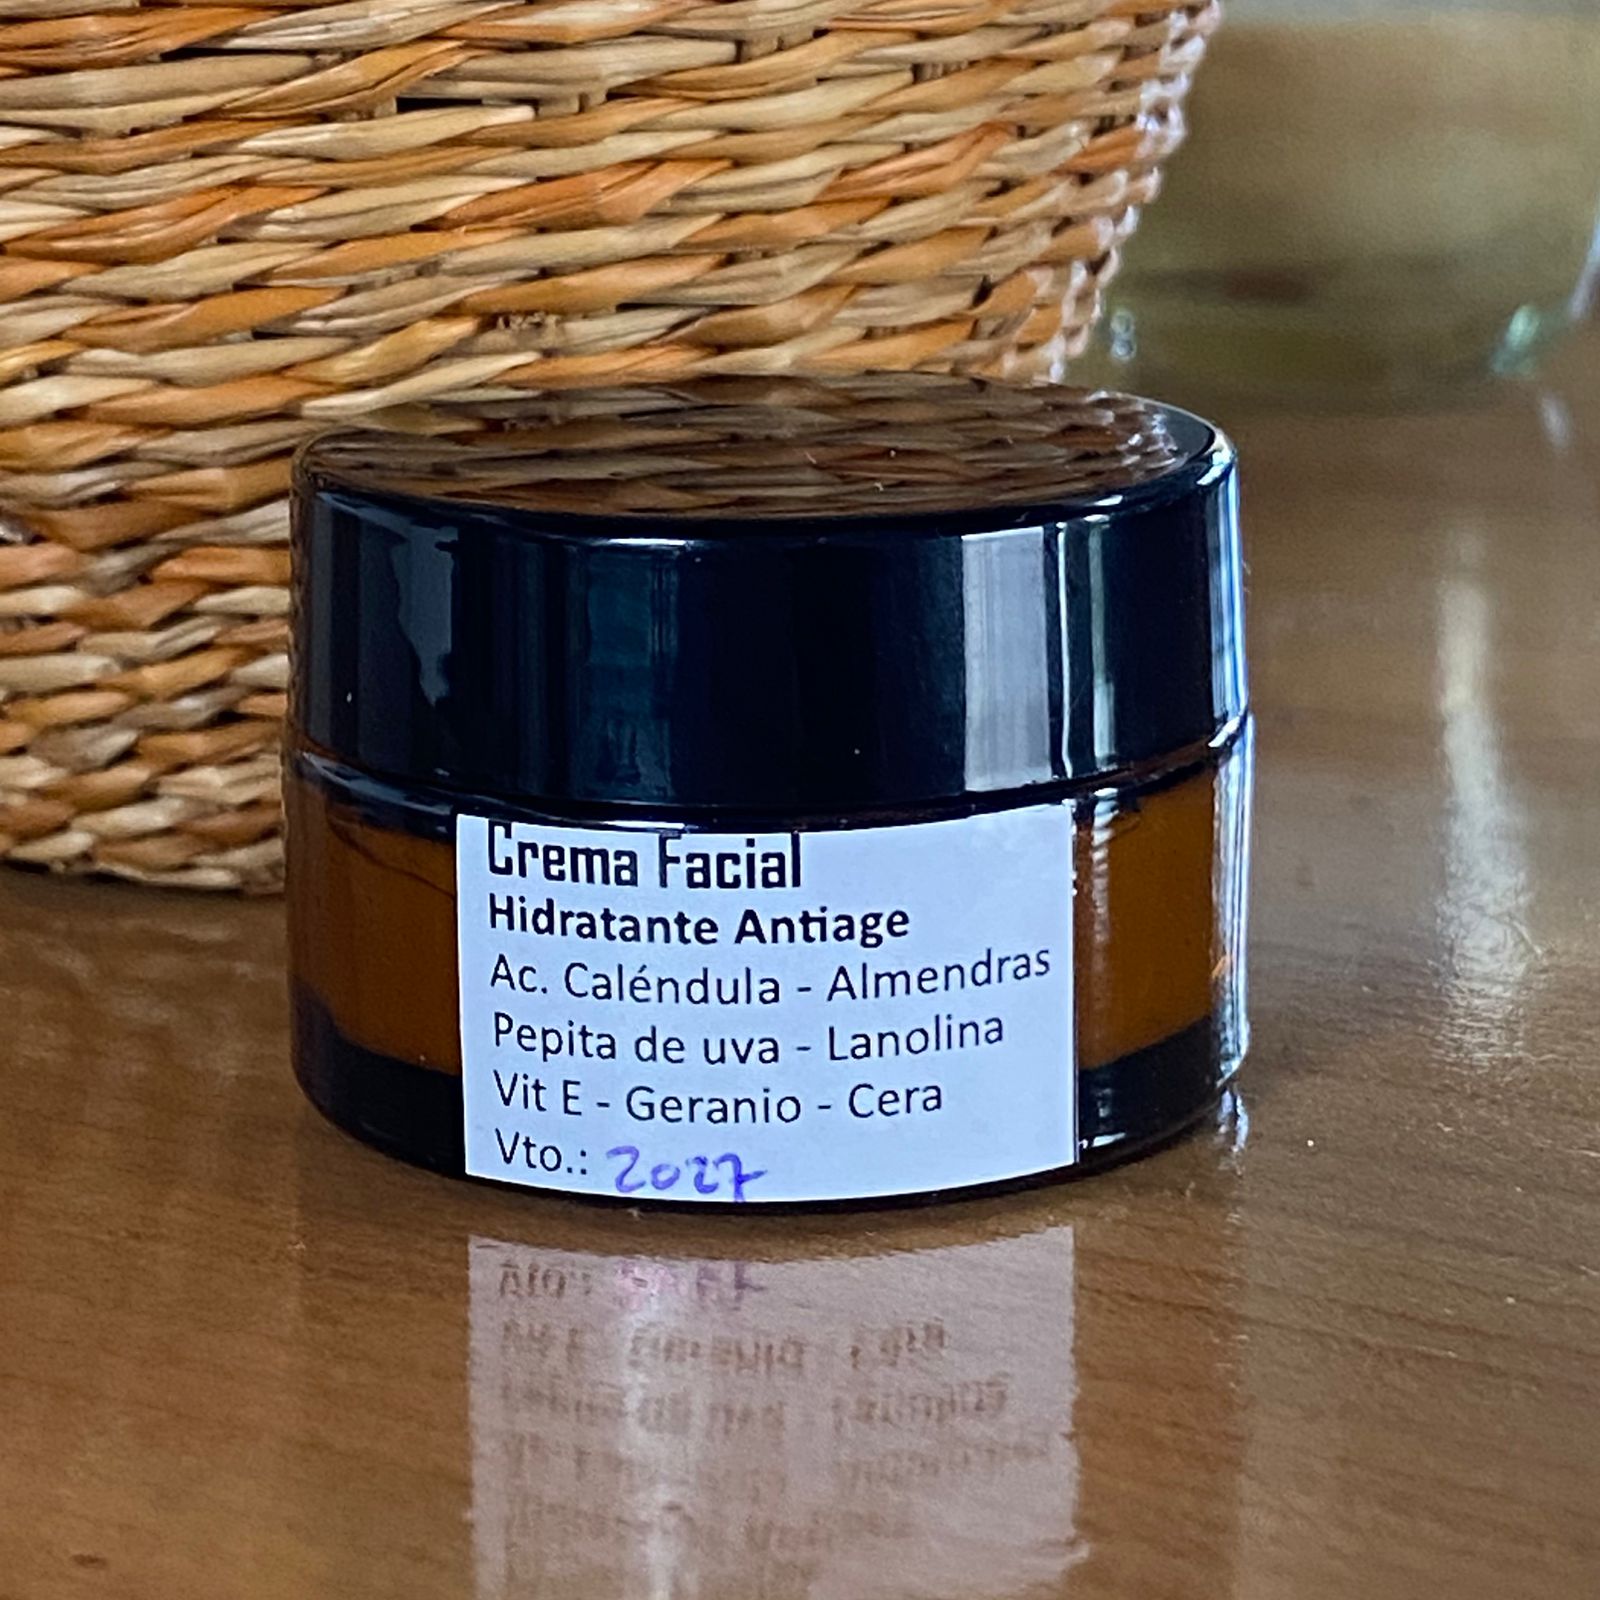 Crema Facial
Hidratante Antiage
Ac. Caléndula - Almendras
Pepita de uva - Lanolina
Vit E - Geranio - Cera
Vto.: 2027